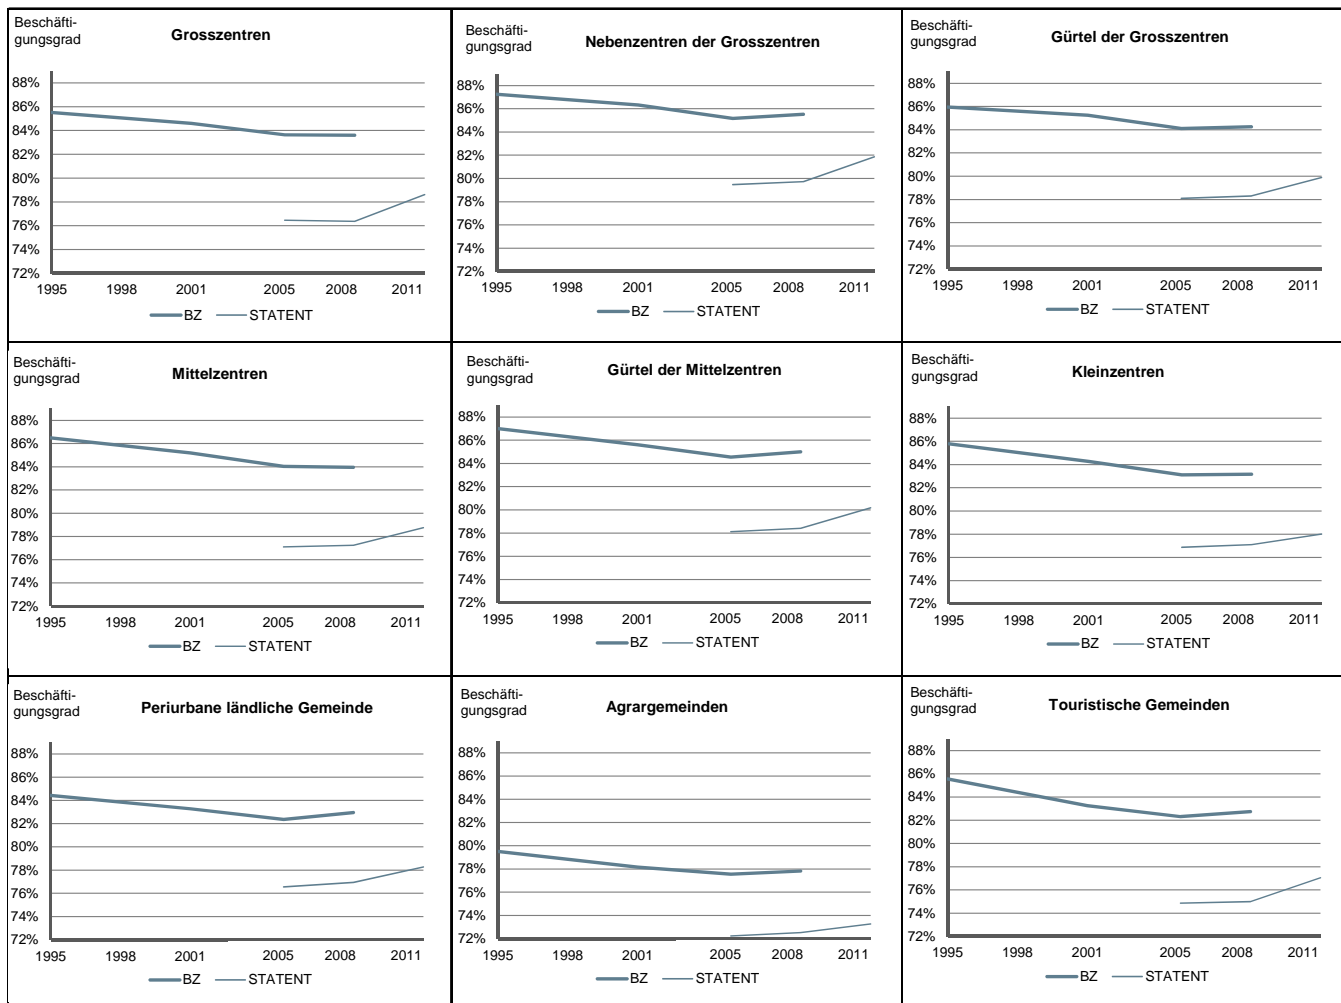 Beschäfti-
gungsgrad
Grosszentren
88%
86%
84%
82%
80%
78%
76%
74%
72%
1995 1998 2001 2005 2008 2011
BZ STATENT
Beschäfti-
gungsgrad
Nebenzentren der Grosszentren
88%
86%
84%
82%
80%
78%
76%
74%
72%
1995 1998 2001 2005 2008 2011
BZ STATENT
Beschäfti-
gungsgrad
Gürtel der Grosszentren
88%
86%
84%
82%
80%
78%
76%
74%
72%
1995 1998 2001 2005 2008 2011
BZ STATENT
Beschäfti-
gungsgrad
Mittelzentren
88%
86%
84%
82%
80%
78%
76%
74%
72%
1995 1998 2001 2005 2008 2011
BZ STATENT
Beschäfti-
gungsgrad
Gürtel der Mittelzentren
88%
86%
84%
82%
80%
78%
76%
74%
72%
1995 1998 2001 2005 2008 2011
BZ STATENT
Beschäfti-
gungsgrad
Kleinzentren
88%
86%
84%
82%
80%
78%
76%
74%
72%
1995 1998 2001 2005 2008 2011
BZ STATENT
Beschäfti-
gungsgrad
Periurbane ländliche Gemeinde
88%
86%
84%
82%
80%
78%
76%
74%
72%
1995 1998 2001 2005 2008 2011
BZ STATENT
Beschäfti-
gungsgrad
Agrargemeinden
88%
86%
84%
82%
80%
78%
76%
74%
72%
1995 1998 2001 2005 2008 2011
BZ STATENT
Beschäfti-
gungsgrad
Touristische Gemeinden
88%
86%
84%
82%
80%
78%
76%
74%
72%
1995 1998 2001 2005 2008 2011
BZ STATENT